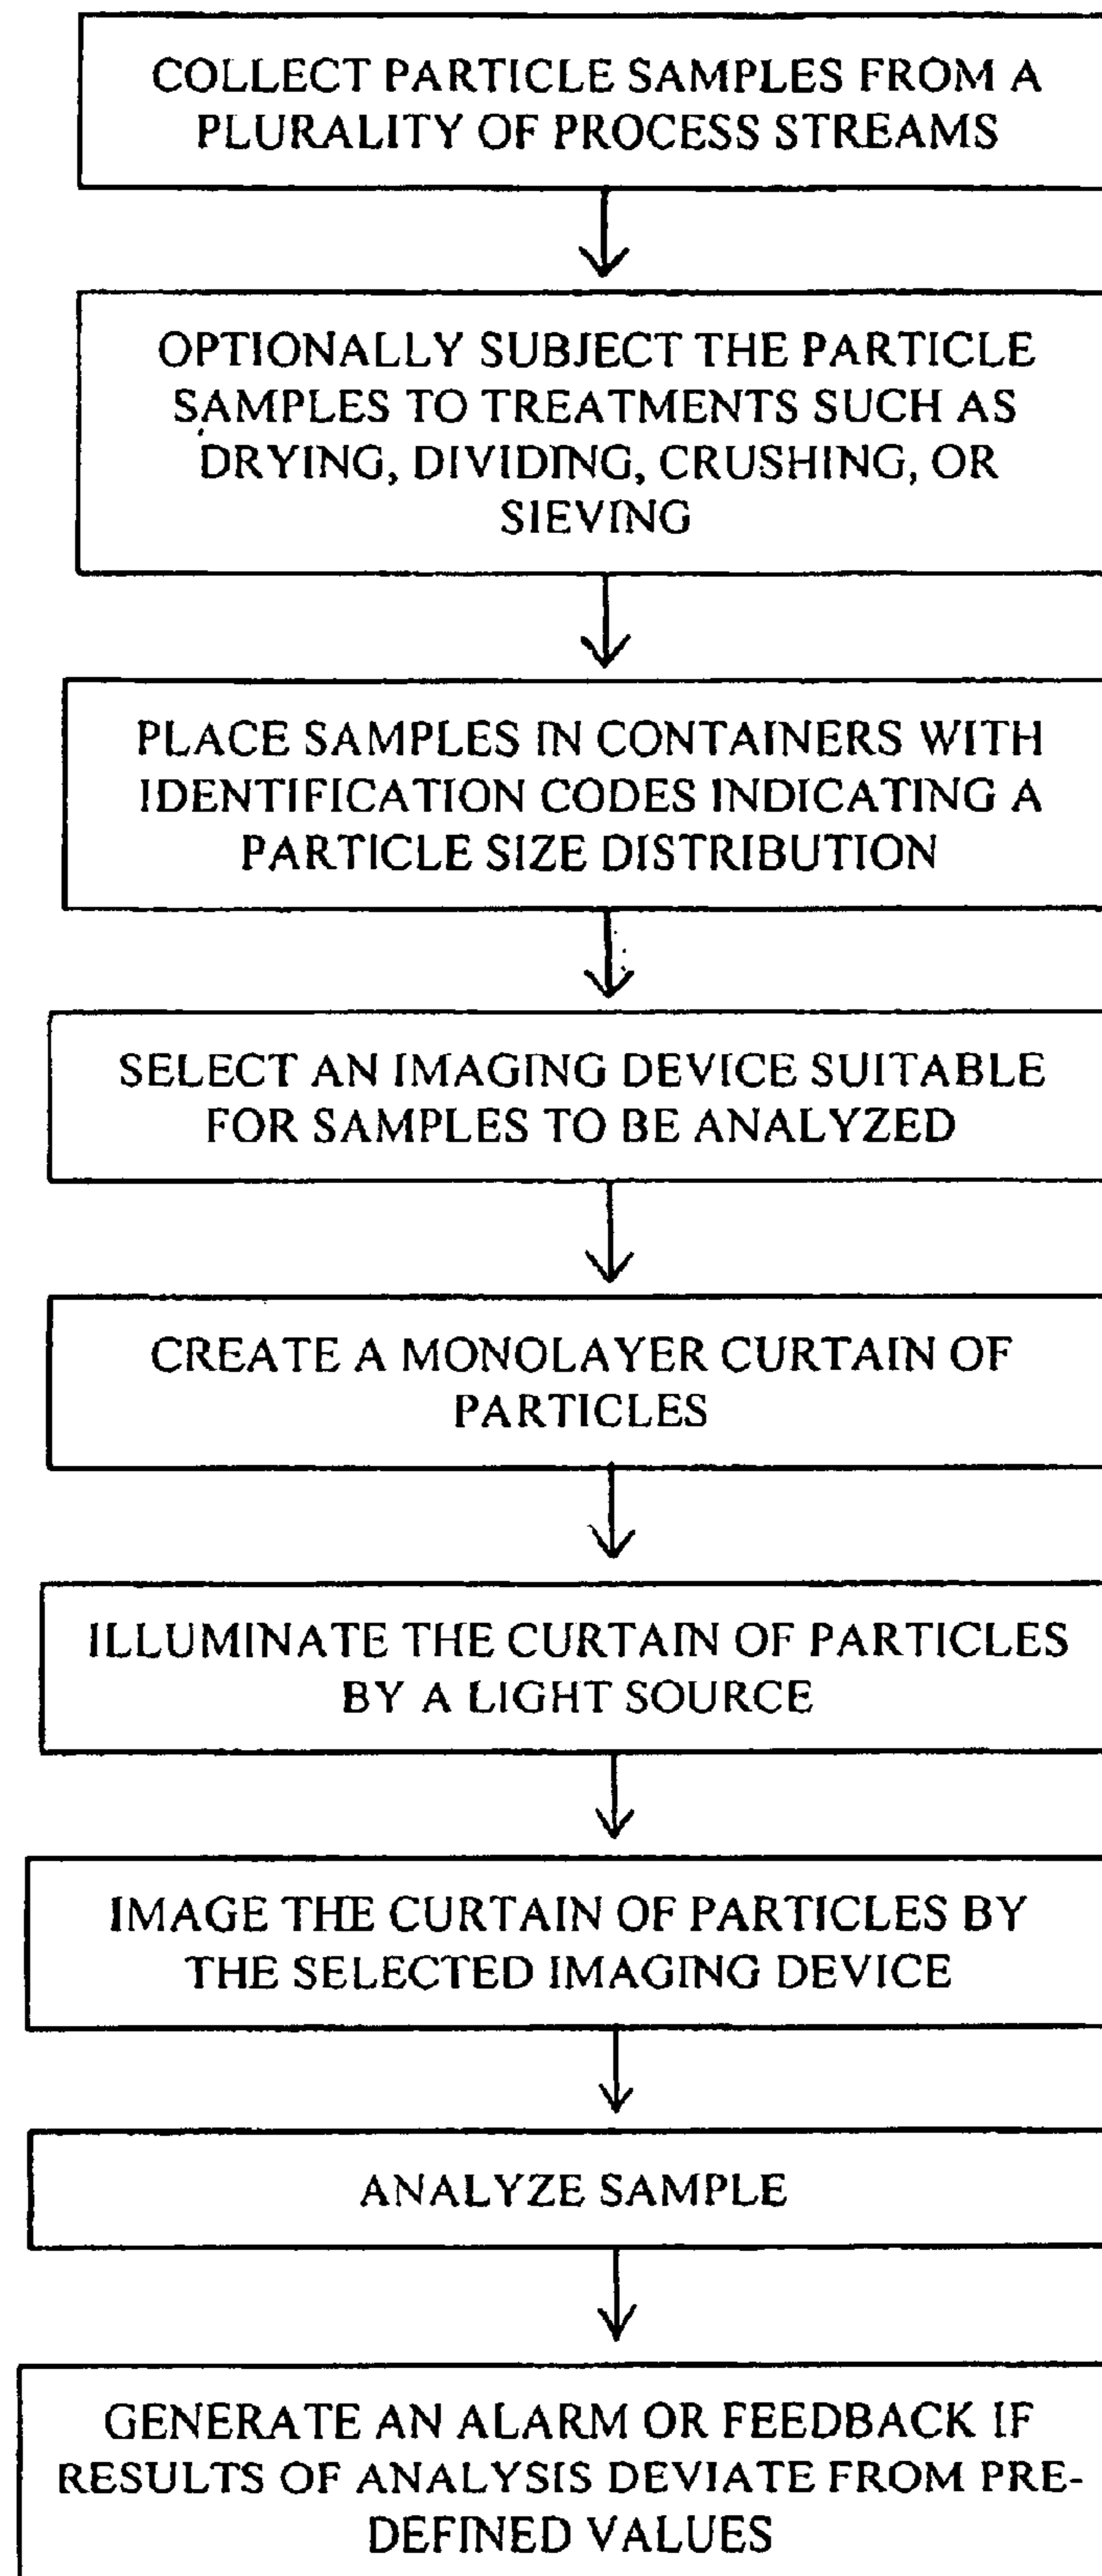 COLLECT PARTICLE SAMPLES FROM A
PLURALITY OF PROCESS STREAMS
OPTIONALLY SUBJECT THE PARTICLE
SAMPLES TO TREATMENTS SUCH AS
DRYING, DIVIDING, CRUSHING, OR
SIEVING
PLACE SAMPLES IN CONTAINERS WITH
IDENTIFICATION CODES INDICATING A
PARTICLE SIZE DISTRIBUTION
SELECT AN IMAGING DEVICE SUITABLE
FOR SAMPLES TO BE ANALYZED
CREATE A MONOLAYER CURTAIN OF
PARTICLES
ILLUMINATE THE CURTAIN OF PARTICLES
BY A LIGHT SOURCE
IMAGE THE CURTAIN OF PARTICLES BY
THE SELECTED IMAGING DEVICE
ANALYZE SAMPLE
GENERATE AN ALARM OR FEEDBACK IF
RESULTS OF ANALYSIS DEVIATE FROM PRE-
DEFINED VALUES